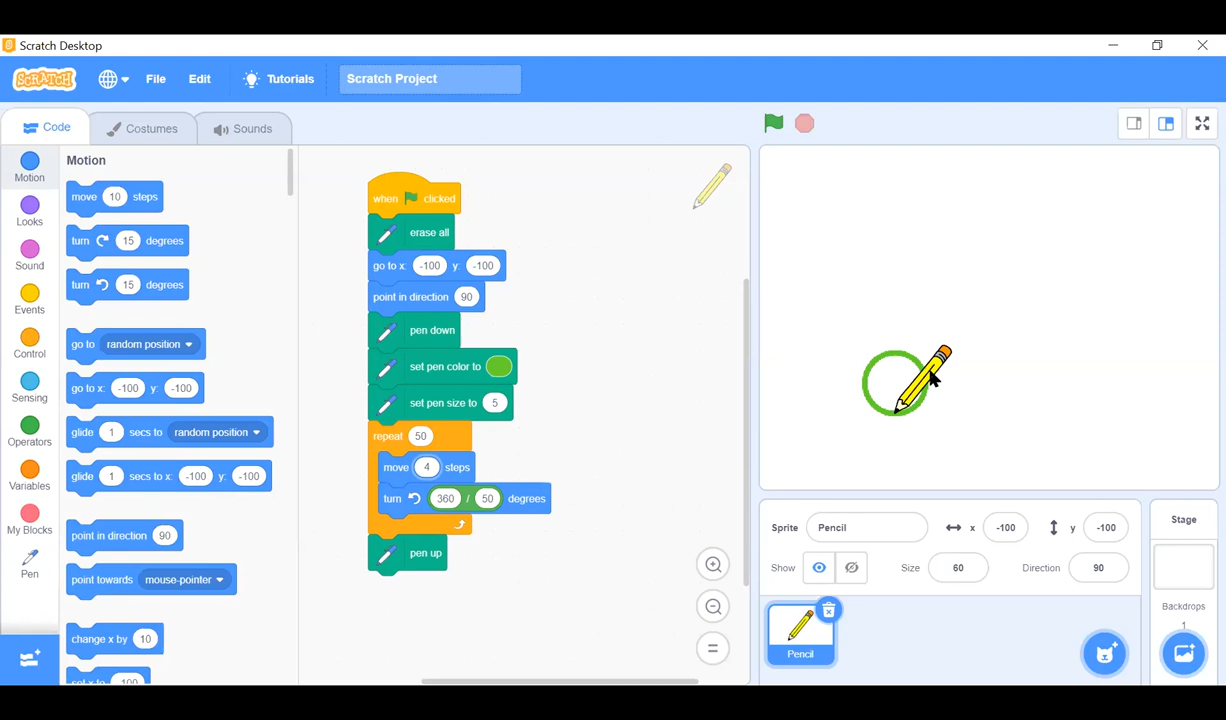 Scratch Desktop
SCRATCH File Edit Tutorials Scratch Project
Code Costumes Sounds
Motion
Looks
Sound
Events
Control
Sensing
Operators
Variables
My Blocks
Pen
Motion
move 10 steps
turn 15 degrees
turn 15 degrees
go to random position
go to x: -100 y: -100
glide 1 secs to random position
glide 1 secs to x: -100 y: -100
point in direction 90
point towards mouse-pointer
change x by 10
set x to -100
when clicked
erase all
go to x: -100 y: -100
point in direction 90
pen down
set pen color to
set pen size to 5
repeat 50
move 4 steps
turn 360 / 50 degrees
pen up
Sprite Pencil x -100 y -100
Show Size 60 Direction 90
Pencil
Stage
Backdrops
1